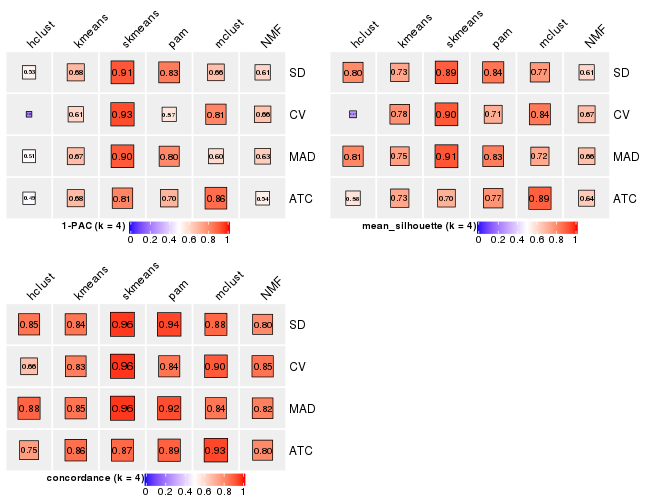 hclust kmeans skmeans pam mclust NMF
0.53 0.68 0.91 0.83 0.66 0.61 SD
0.61 0.93 0.57 0.81 0.66 CV
0.51 0.67 0.90 0.80 0.60 0.63 MAD
0.49 0.68 0.81 0.70 0.86 0.54 ATC
1-PAC (k = 4)
0 0.2 0.4 0.6 0.8 1
hclust kmeans skmeans pam mclust NMF
0.80 0.73 0.89 0.84 0.77 0.61 SD
0.78 0.90 0.71 0.84 0.67 CV
0.81 0.75 0.91 0.83 0.72 0.66 MAD
0.58 0.73 0.70 0.77 0.89 0.64 ATC
mean_silhouette (k = 4)
0 0.2 0.4 0.6 0.8 1
hclust kmeans skmeans pam mclust NMF
0.85 0.84 0.96 0.94 0.88 0.80 SD
0.66 0.83 0.96 0.84 0.90 0.85 CV
0.88 0.85 0.96 0.92 0.84 0.82 MAD
0.75 0.86 0.87 0.89 0.93 0.80 ATC
concordance (k = 4)
0 0.2 0.4 0.6 0.8 1